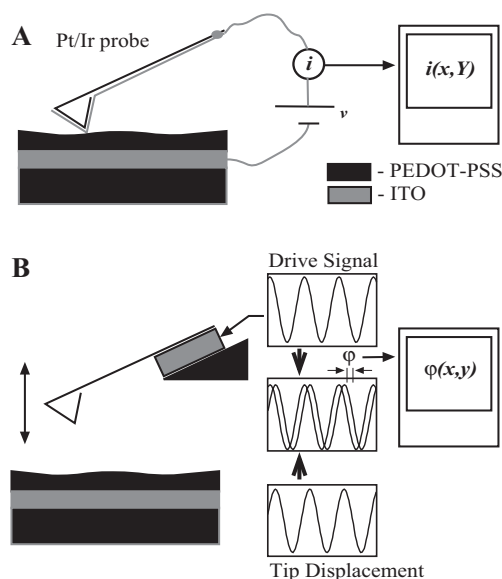 A
Pt/Ir probe
i
i(x,Y)
v
- PEDOT-PSS
- ITO
B
Drive Signal
φ
φ(x,y)
Tip Displacement